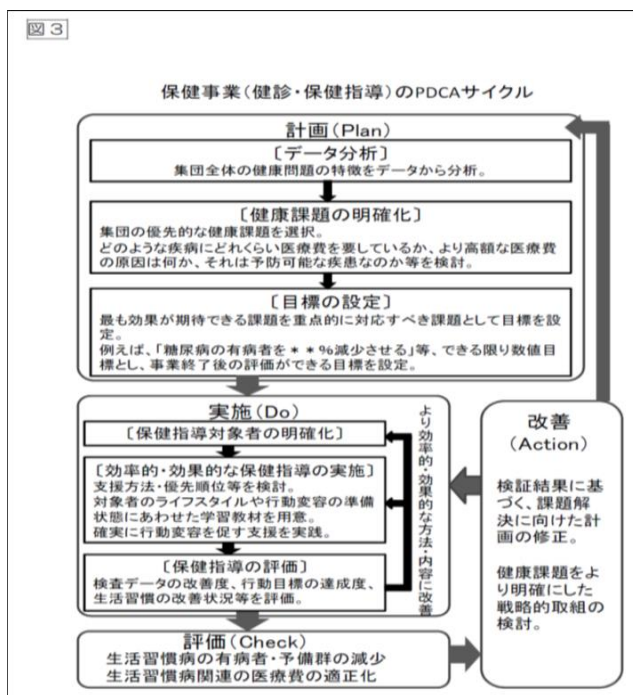 図3
保健事業(健診・保健指導)のPDCAサイクル
計画(Plan)
〔データ分析〕
集団全体の健康問題の特徴をデータから分析。
〔健康課題の明確化〕
集団の優先的な健康課題を選択。
どのような疾病にどれくらい医療費を要しているか、より高額な医療費
の原因は何か、それは予防可能な疾患なのか等を検討。
〔目標の設定〕
最も効果が期待できる課題を重点的に対応すべき課題として目標を設
定。
例えば、「糖尿病の有病者を**%減少させる」等、できる限り数値目
標とし、事業終了後の評価ができる目標を設定。
実施(Do)
〔保健指導対象者の明確化〕
〔効率的・効果的な保健指導の実施〕
支援方法・優先順位等を検討。
対象者のライフスタイルや行動変容の準備
状態にあわせた学習教材を用意。
確実に行動変容を促す支援を実践。
〔保健指導の評価〕
検査データの改善度、行動目標の達成度、
生活習慣の改善状況等を評価。
より効率的・効果的な方法・内容に改善
改善
(Action)
検証結果に基
づく、課題解
決に向けた計
画の修正。
健康課題をよ
り明確にした
戦略的取組の
検討。
評価(Check)
生活習慣病の有病者・予備群の減少
生活習慣病関連の医療費の適正化